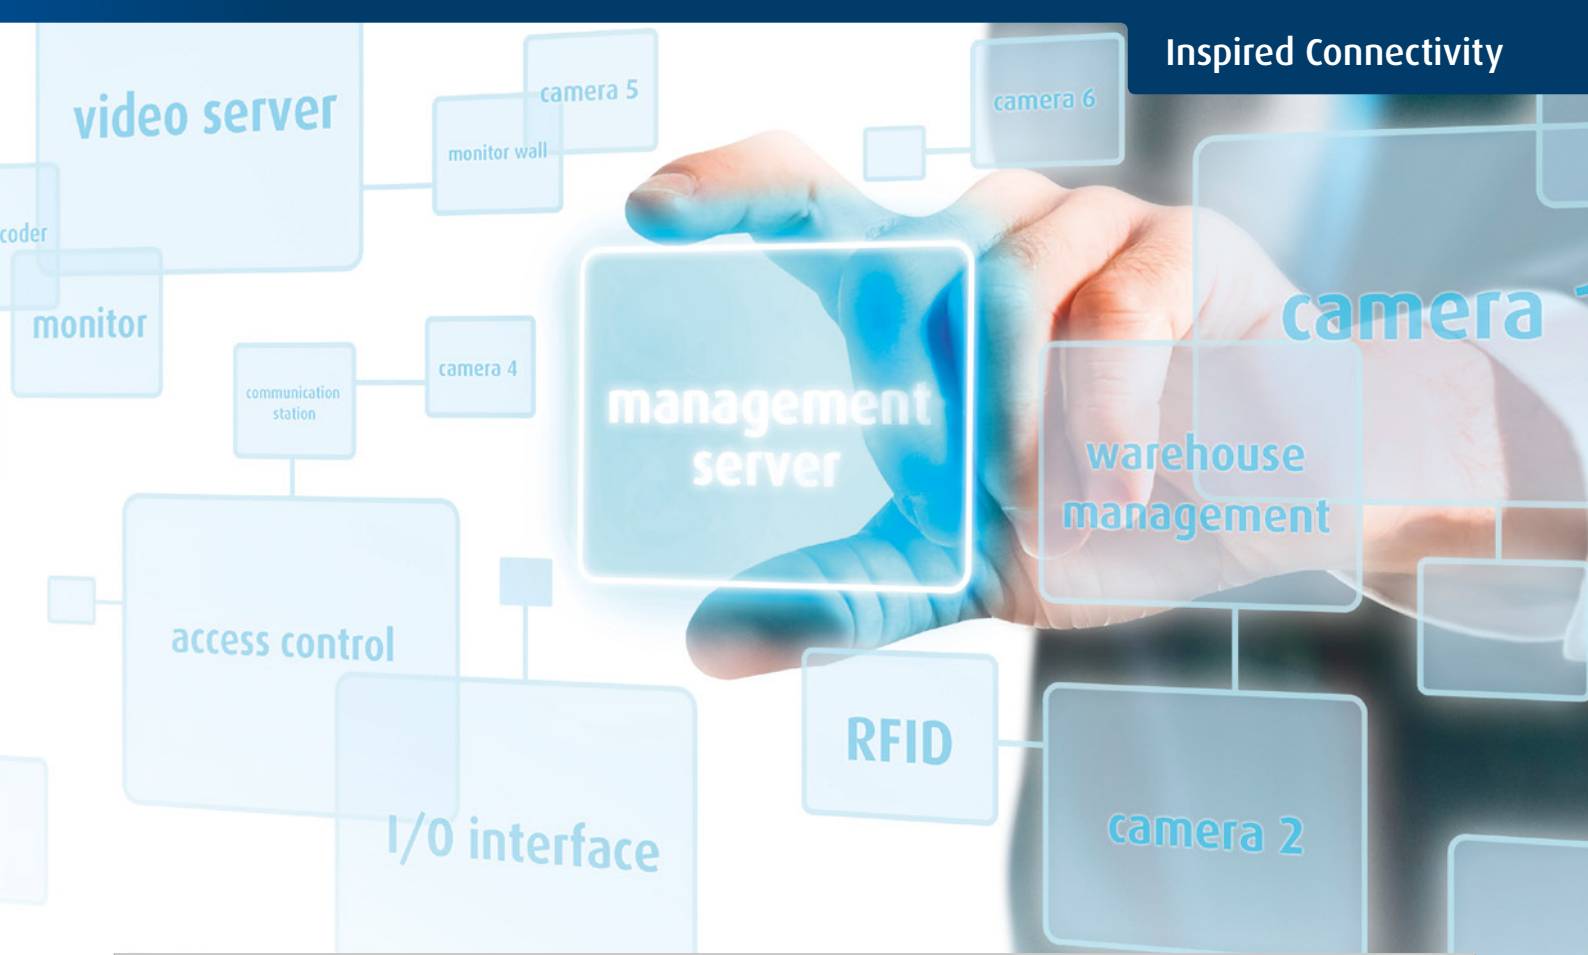 Inspired Connectivity
video server
camera 5
camera 6
monitor wall
coder
monitor
camera
communication
station
camera 4
management
server
warehouse
management
access control
RFID
I/O interface
camera 2